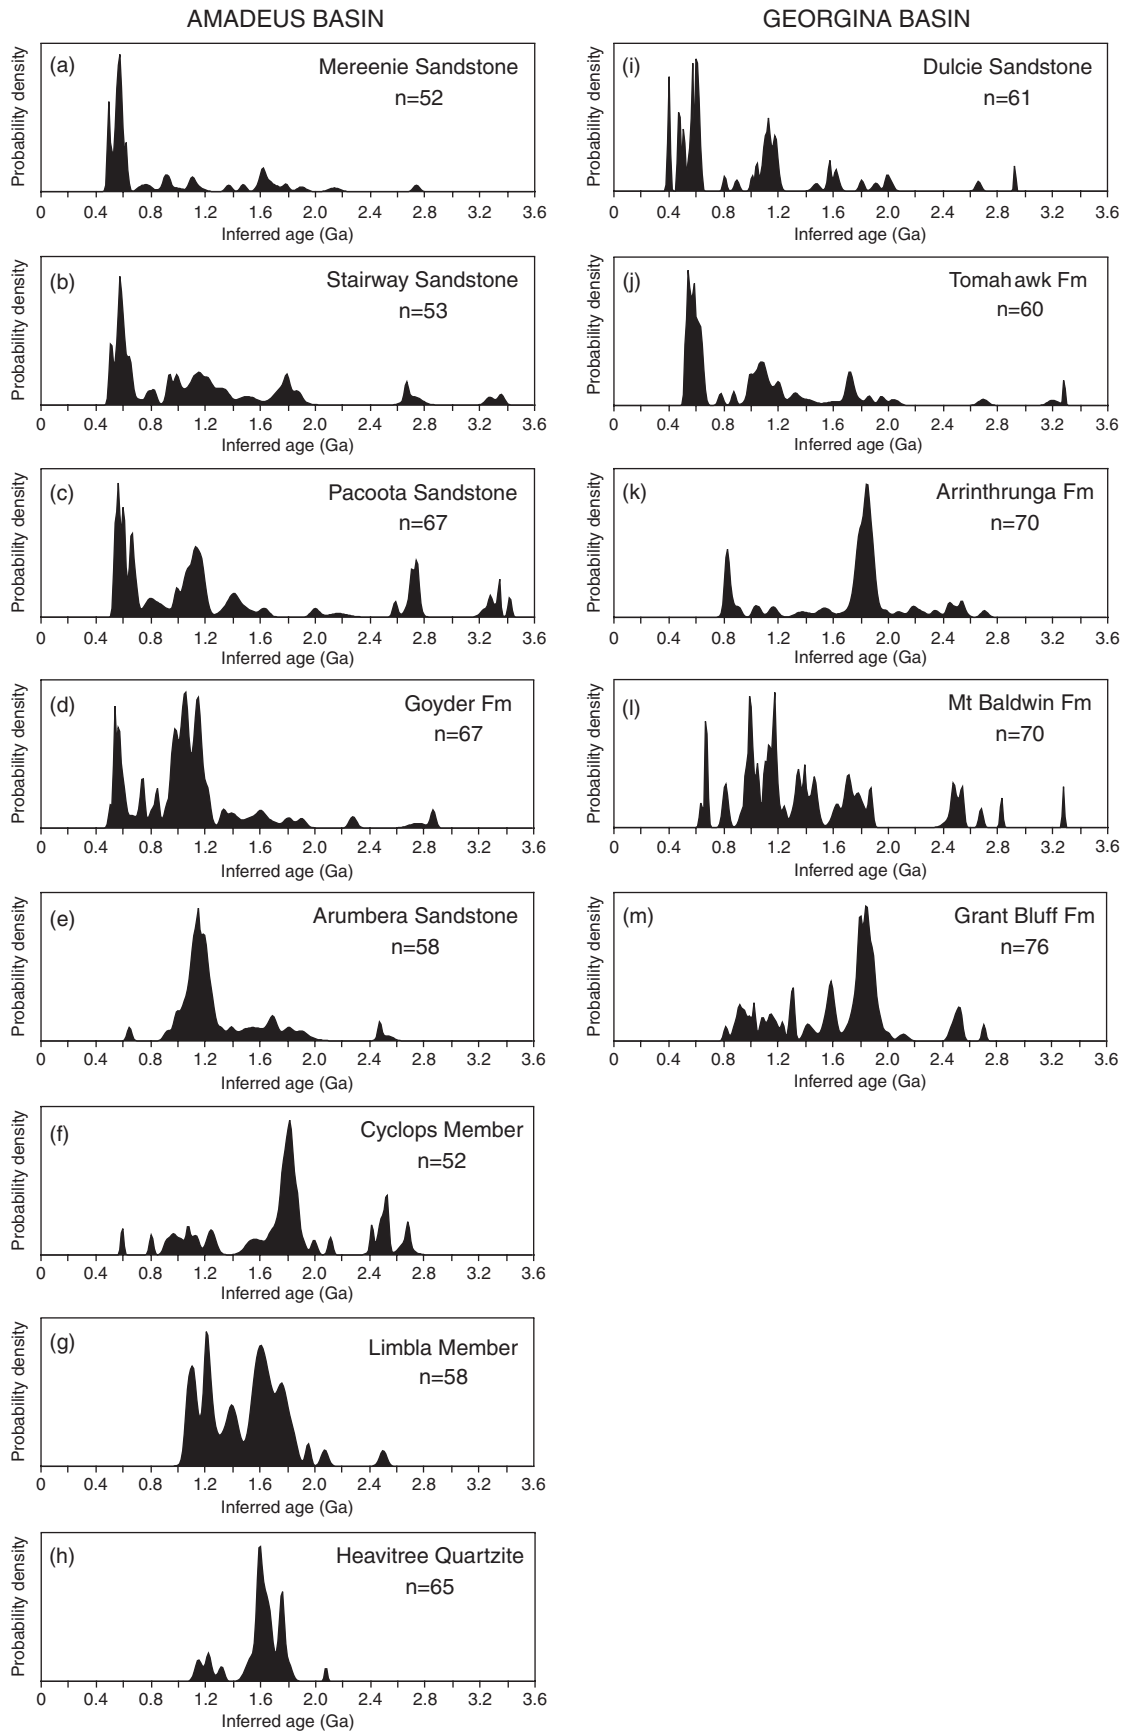 AMADEUS BASIN
Probability density
(a)
Mereenie Sandstone
n=52
0 0.4 0.8 1.2 1.6 2.0 2.4 2.8 3.2 3.6
Inferred age (Ga)
Probability density
(b)
Stairway Sandstone
n=53
0 0.4 0.8 1.2 1.6 2.0 2.4 2.8 3.2 3.6
Inferred age (Ga)
Probability density
(c)
Pacoota Sandstone
n=67
0 0.4 0.8 1.2 1.6 2.0 2.4 2.8 3.2 3.6
Inferred age (Ga)
Probability density
(d)
Goyder Fm
n=67
0 0.4 0.8 1.2 1.6 2.0 2.4 2.8 3.2 3.6
Inferred age (Ga)
Probability density
(e)
Arumbera Sandstone
n=58
0 0.4 0.8 1.2 1.6 2.0 2.4 2.8 3.2 3.6
Inferred age (Ga)
Probability density
(f)
Cyclops Member
n=52
0 0.4 0.8 1.2 1.6 2.0 2.4 2.8 3.2 3.6
Inferred age (Ga)
Probability density
(g)
Limbla Member
n=58
0 0.4 0.8 1.2 1.6 2.0 2.4 2.8 3.2 3.6
Inferred age (Ga)
Probability density
(h)
Heavitree Quartzite
n=65
0 0.4 0.8 1.2 1.6 2.0 2.4 2.8 3.2 3.6
Inferred age (Ga)
GEORGINA BASIN
Probability density
(i)
Dulcie Sandstone
n=61
0 0.4 0.8 1.2 1.6 2.0 2.4 2.8 3.2 3.6
Inferred age (Ga)
Probability density
(j)
Tomahawk Fm
n=60
0 0.4 0.8 1.2 1.6 2.0 2.4 2.8 3.2 3.6
Inferred age (Ga)
Probability density
(k)
Arrinthrunga Fm
n=70
0 0.4 0.8 1.2 1.6 2.0 2.4 2.8 3.2 3.6
Inferred age (Ga)
Probability density
(l)
Mt Baldwin Fm
n=70
0 0.4 0.8 1.2 1.6 2.0 2.4 2.8 3.2 3.6
Inferred age (Ga)
Probability density
(m)
Grant Bluff Fm
n=76
0 0.4 0.8 1.2 1.6 2.0 2.4 2.8 3.2 3.6
Inferred age (Ga)